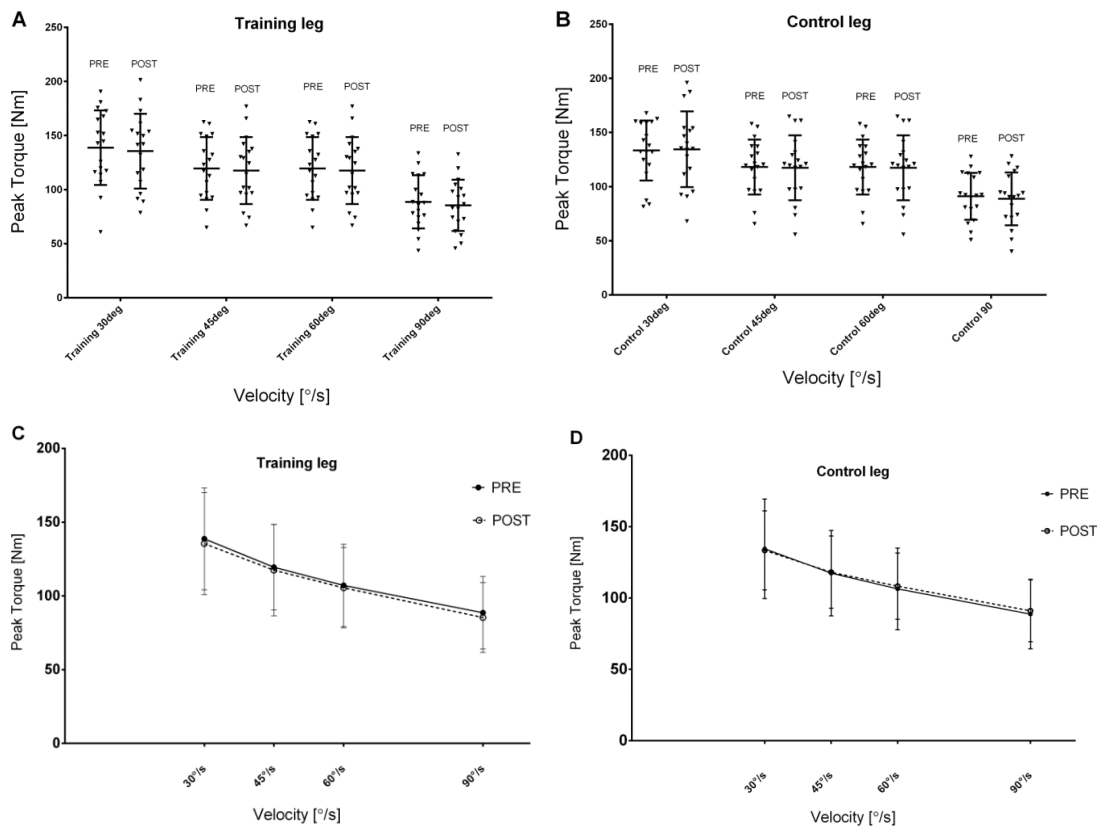 A
Training leg
250
200
150
100
50
0
Peak Torque [Nm]
PRE
POST
PRE
POST
PRE
POST
PRE
POST
Training 30deg
Training 45deg
Training 60deg
Training 90deg
Velocity [°/s]
B
Control leg
250
200
150
100
50
0
Peak Torque [Nm]
PRE
POST
PRE
POST
PRE
POST
PRE
POST
Control 30deg
Control 45deg
Control 60deg
Control 90
Velocity [°/s]
C
Training leg
200
150
100
50
0
Peak Torque [Nm]
PRE
POST
30°/s
45°/s
60°/s
90°/s
Velocity [°/s]
D
Control leg
200
150
100
50
0
Peak Torque [Nm]
PRE
POST
30°/s
45°/s
60°/s
90°/s
Velocity [°/s]